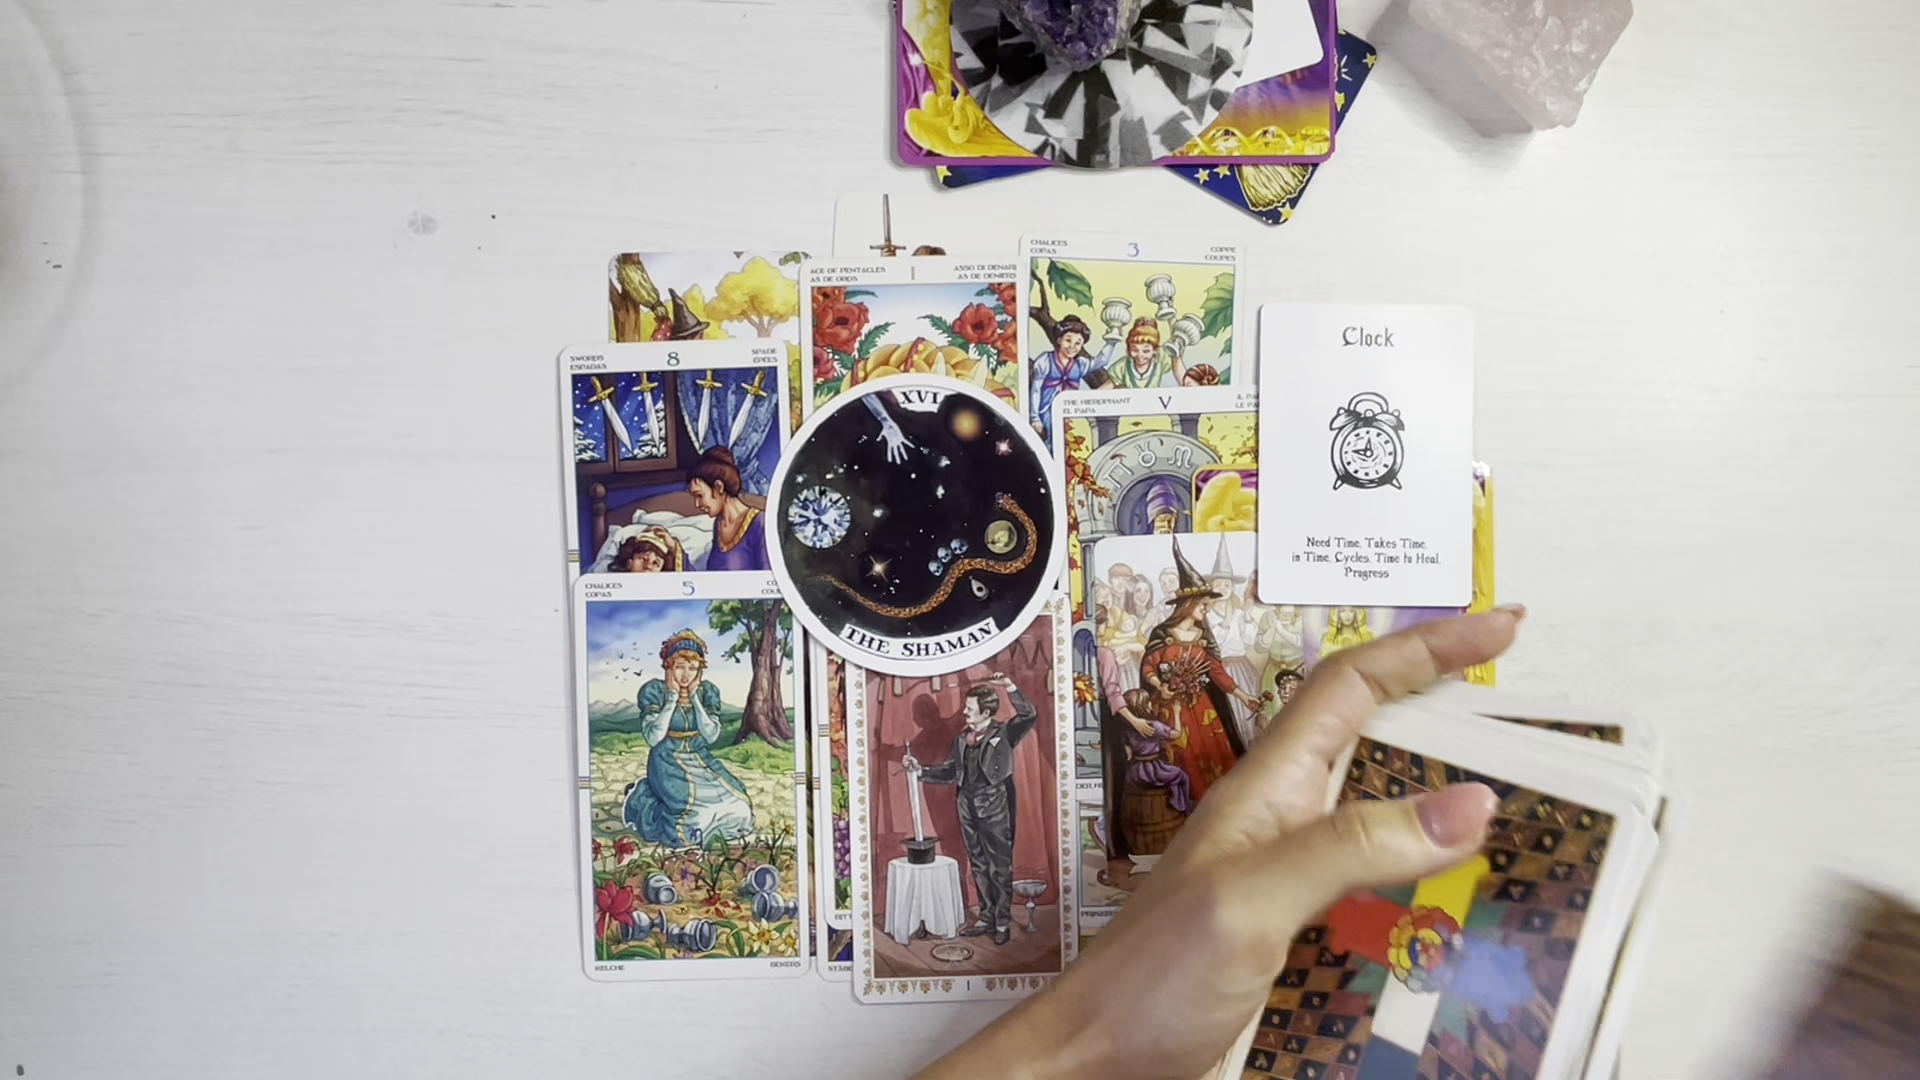 CHALICES 3 COPPE
COPAS COUPES
ACE OF PENTACLES I ASSO DI DENARI
AS DE OROS AS DE DENIERS
SWORDS 8 SPADE
ESPADAS EPEES
THE HIEROPHANT V
EL PAPA
XVI
THE SHAMAN
Clock
Need Time, Takes Time,
in Time, Cycles, Time to Heal,
Progress
CHALICES 5
COPAS
KELCHE BEKERS
I